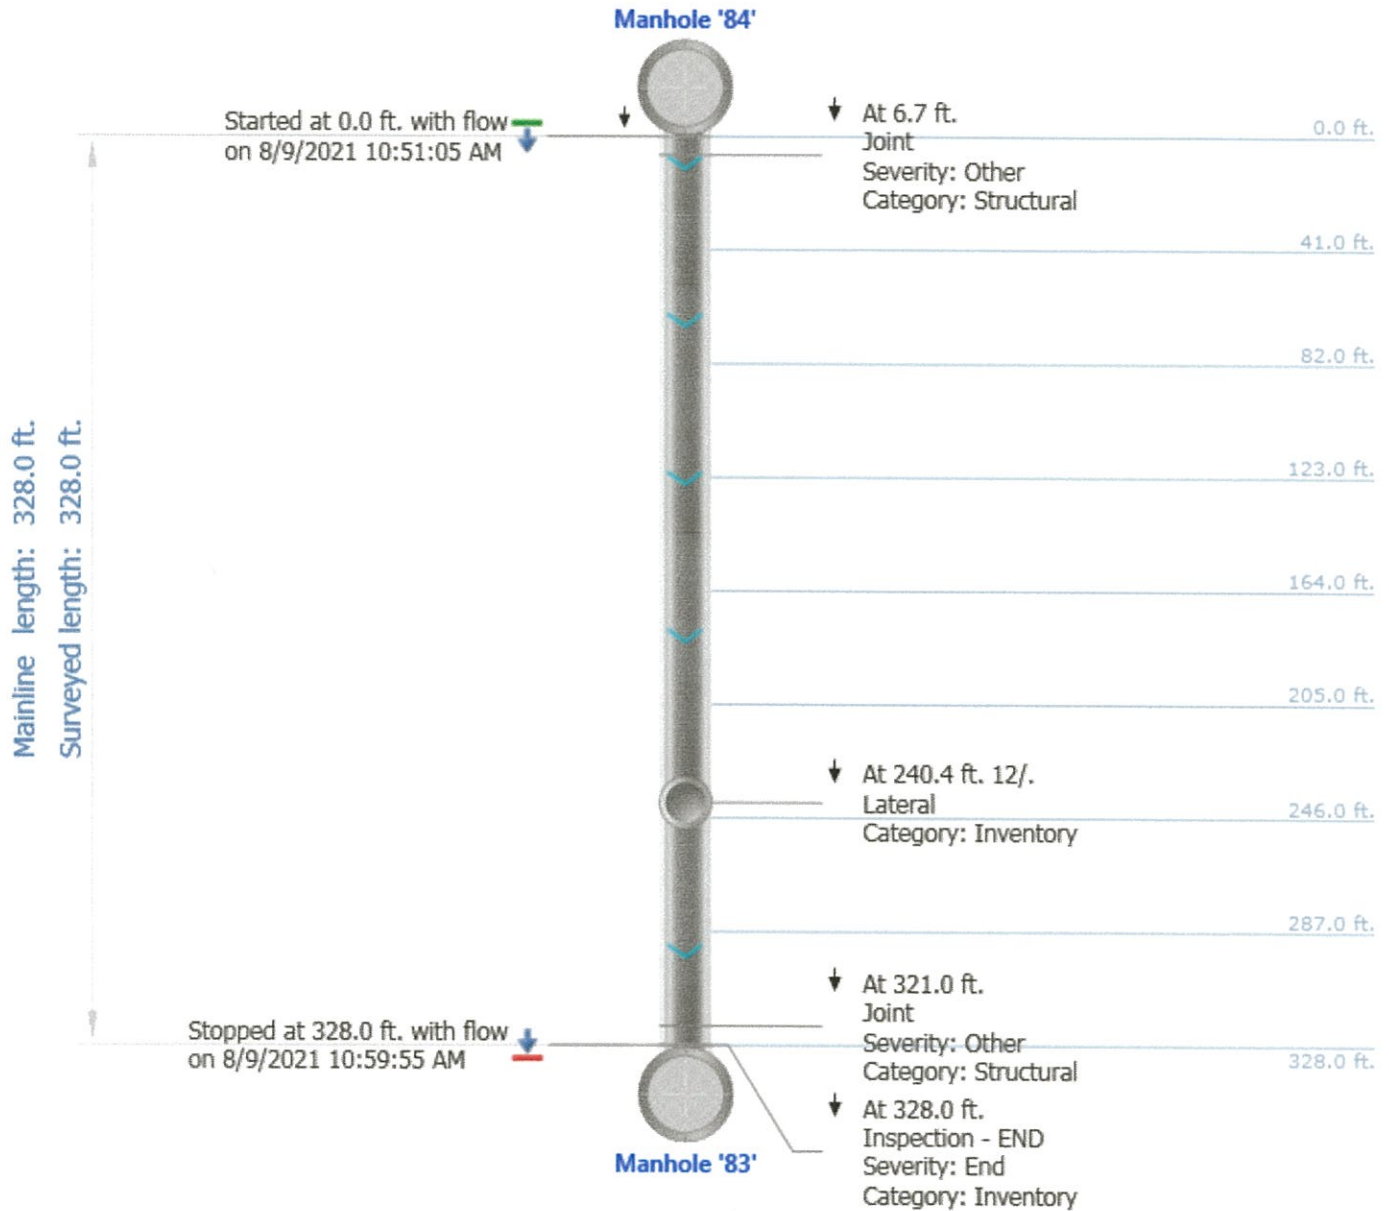 Manhole '84'
Started at 0.0 ft. with flow
on 8/9/2021 10:51:05 AM
At 6.7 ft.
Joint
Severity: Other
Category: Structural
0.0 ft.
41.0 ft.
82.0 ft.
123.0 ft.
164.0 ft.
205.0 ft.
Mainline length: 328.0 ft.
Surveyed length: 328.0 ft.
At 240.4 ft. 12/.
Lateral
Category: Inventory
246.0 ft.
287.0 ft.
At 321.0 ft.
Joint
Severity: Other
Category: Structural
328.0 ft.
Stopped at 328.0 ft. with flow
on 8/9/2021 10:59:55 AM
At 328.0 ft.
Inspection - END
Severity: End
Category: Inventory
Manhole '83'